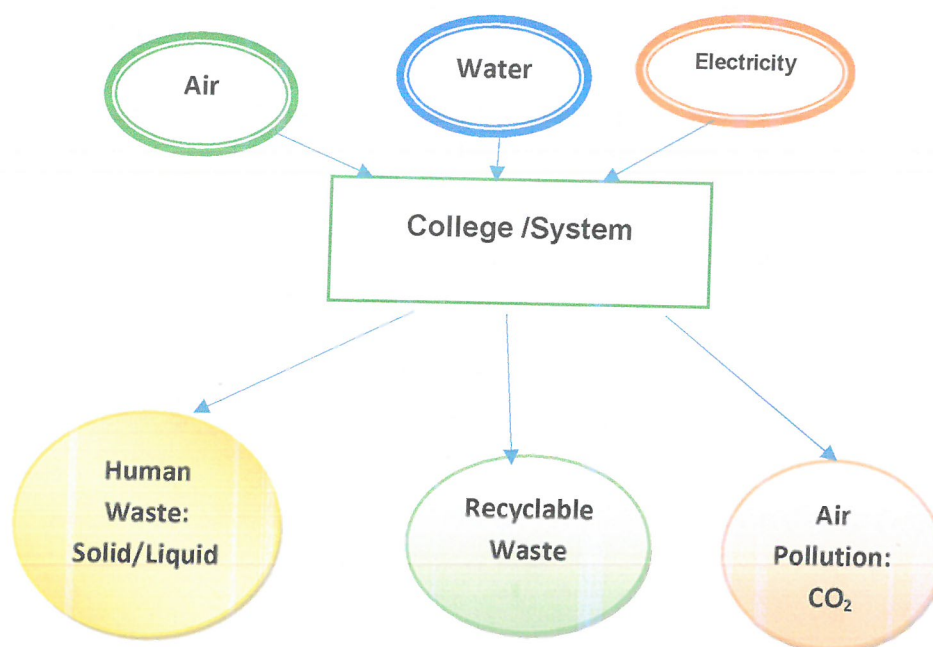 Air
Water
Electricity
College /System
Human
Waste:
Solid/Liquid
Recyclable
Waste
Air
Pollution:
CO₂